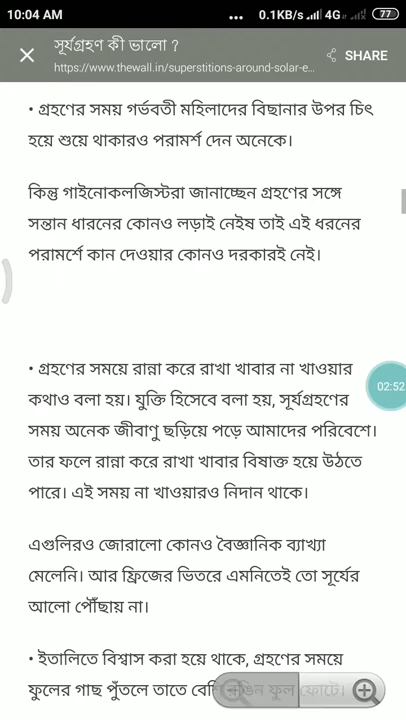 10:04 AM ... 0.1KB/s 4G 77
সূর্যগ্রহণ কী ভালো ?
https://www.thewall.in/superstitions-around-solar-e...
SHARE
• গ্রহণের সময় গর্ভবতী মহিলাদের বিছানার উপর চিৎ
হয়ে শুয়ে থাকারও পরামর্শ দেন অনেকে।
কিন্তু গাইনোকলজিস্টরা জানাচ্ছেন গ্রহণের সঙ্গে
সন্তান ধারনের কোনও লড়াই নেইষ তাই এই ধরনের
পরামর্শে কান দেওয়ার কোনও দরকারই নেই।
• গ্রহণের সময়ে রান্না করে রাখা খাবার না খাওয়ার
02:52
কথাও বলা হয়। যুক্তি হিসেবে বলা হয়, সূর্যগ্রহণের
সময় অনেক জীবাণু ছড়িয়ে পড়ে আমাদের পরিবেশে।
তার ফলে রান্না করে রাখা খাবার বিষাক্ত হয়ে উঠতে
পারে। এই সময় না খাওয়ারও নিদান থাকে।
এগুলিরও জোরালো কোনও বৈজ্ঞানিক ব্যাখ্যা
মেলেনি। আর ফ্রিজের ভিতরে এমনিতেই তো সূর্যের
আলো পৌঁছায় না।
• ইতালিতে বিশ্বাস করা হয়ে থাকে, গ্রহণের সময়ে
ফুলের গাছ পুঁতলে তাতে ফুল ফোটে।